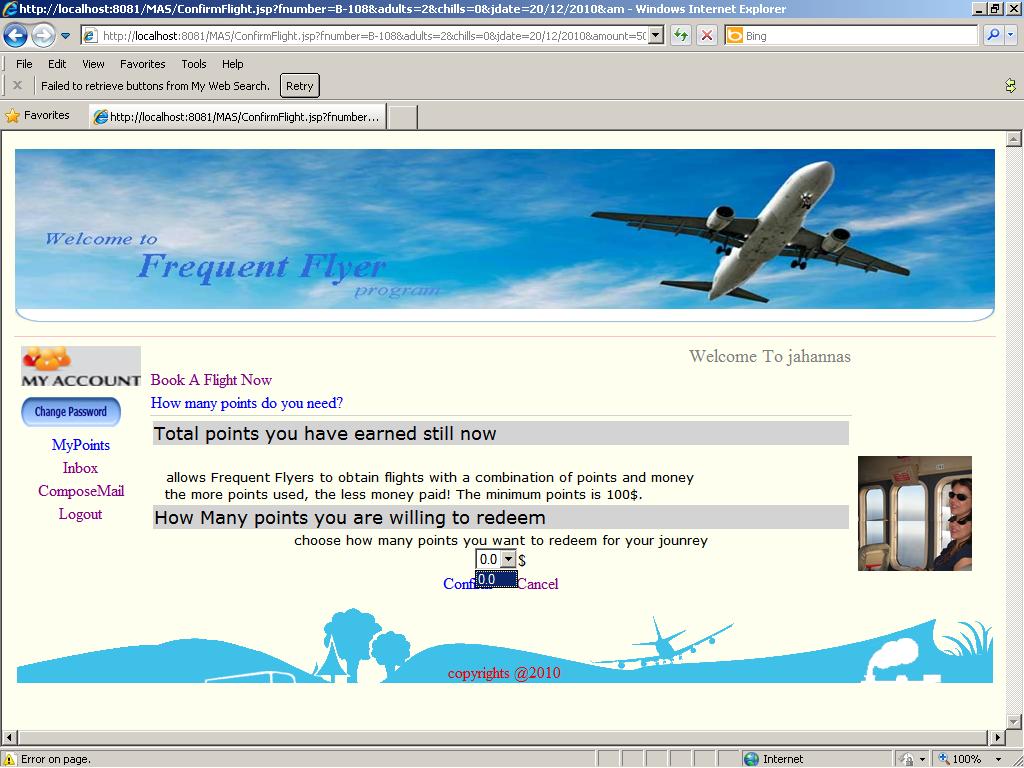 http://localhost:8081/MAS/ConfirmFlight.jsp?fnumber=B-108&adults=2&chills=0&jdate=20/12/2010&am - Windows Internet Explorer
http://localhost:8081/MAS/ConfirmFlight.jsp?fnumber=B-108&adults=2&chills=0&jdate=20/12/2010&amount=50 Bing
File Edit View Favorites Tools Help
Failed to retrieve buttons from My Web Search. Retry
Favorites http://localhost:8081/MAS/ConfirmFlight.jsp?fnumber...
Welcome to
Frequent Flyer
program
Welcome To jahannas
MY ACCOUNT
Change Password
MyPoints
Inbox
ComposeMail
Logout
Book A Flight Now
How many points do you need?
Total points you have earned still now
allows Frequent Flyers to obtain flights with a combination of points and money
the more points used, the less money paid! The minimum points is 100$.
How Many points you are willing to redeem
choose how many points you want to redeem for your jounrey
0.0 $
0.0
Cancel
copyrights @2010
Error on page. Internet 100%